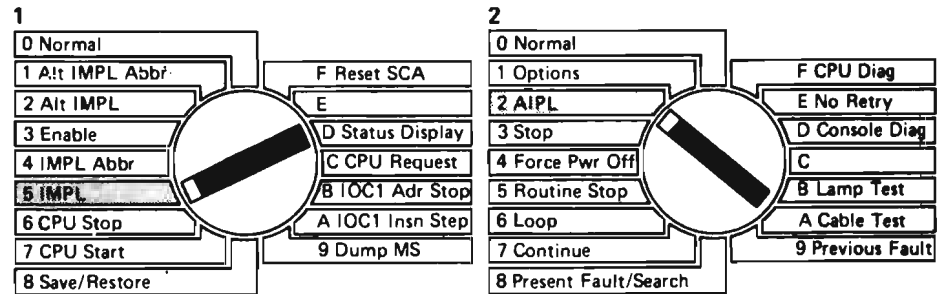 1
0 Normal
1 Alt IMPL Abbr
2 Alt IMPL
3 Enable
4 IMPL Abbr
5 IMPL
6 CPU Stop
7 CPU Start
8 Save/Restore
F Reset SCA
E
D Status Display
C CPU Request
B IOC1 Adr Stop
A IOC1 Insn Step
9 Dump MS
2
0 Normal
1 Options
2 AIPL
3 Stop
4 Force Pwr Off
5 Routine Stop
6 Loop
7 Continue
8 Present Fault/Search
F CPU Diag
E No Retry
D Console Diag
C
B Lamp Test
A Cable Test
9 Previous Fault